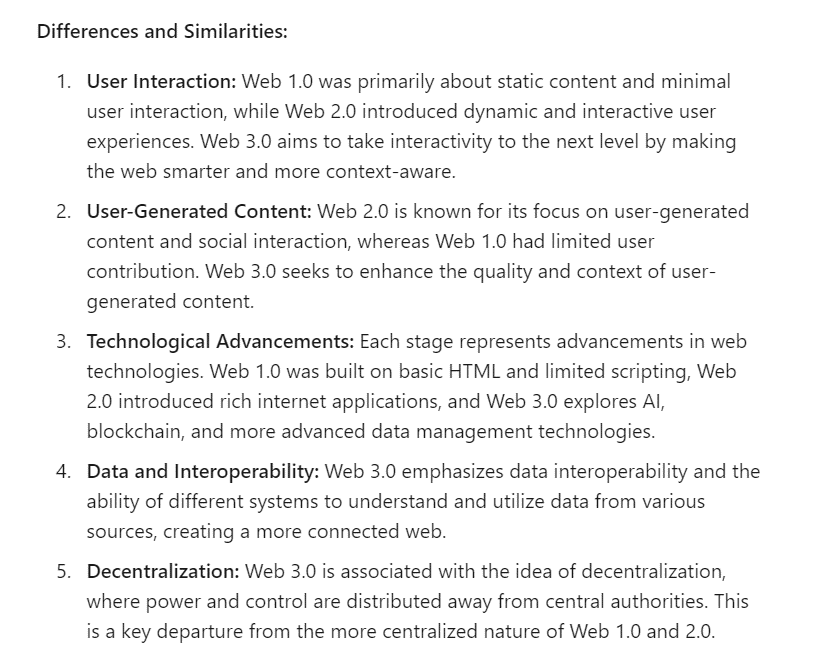 Differences and Similarities:
1. User Interaction: Web 1.0 was primarily about static content and minimal
user interaction, while Web 2.0 introduced dynamic and interactive user
experiences. Web 3.0 aims to take interactivity to the next level by making
the web smarter and more context-aware.
2. User-Generated Content: Web 2.0 is known for its focus on user-generated
content and social interaction, whereas Web 1.0 had limited user
contribution. Web 3.0 seeks to enhance the quality and context of user-
generated content.
3. Technological Advancements: Each stage represents advancements in web
technologies. Web 1.0 was built on basic HTML and limited scripting, Web
2.0 introduced rich internet applications, and Web 3.0 explores AI,
blockchain, and more advanced data management technologies.
4. Data and Interoperability: Web 3.0 emphasizes data interoperability and the
ability of different systems to understand and utilize data from various
sources, creating a more connected web.
5. Decentralization: Web 3.0 is associated with the idea of decentralization,
where power and control are distributed away from central authorities. This
is a key departure from the more centralized nature of Web 1.0 and 2.0.